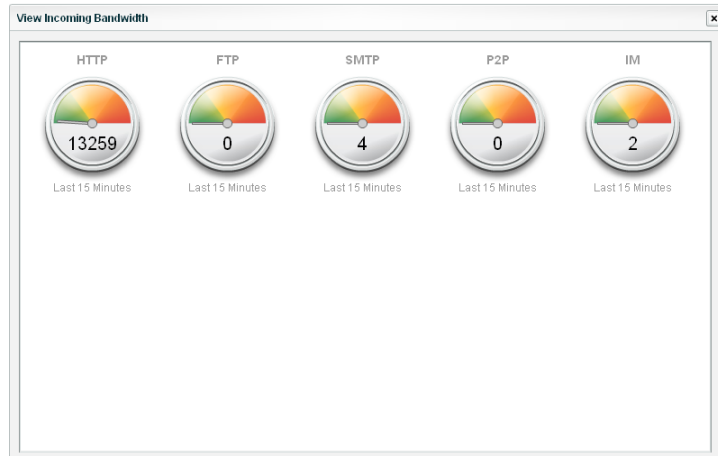 View Incoming Bandwidth
HTTP FTP SMTP P2P IM
13259 0 4 0 2
Last 15 Minutes Last 15 Minutes Last 15 Minutes Last 15 Minutes Last 15 Minutes